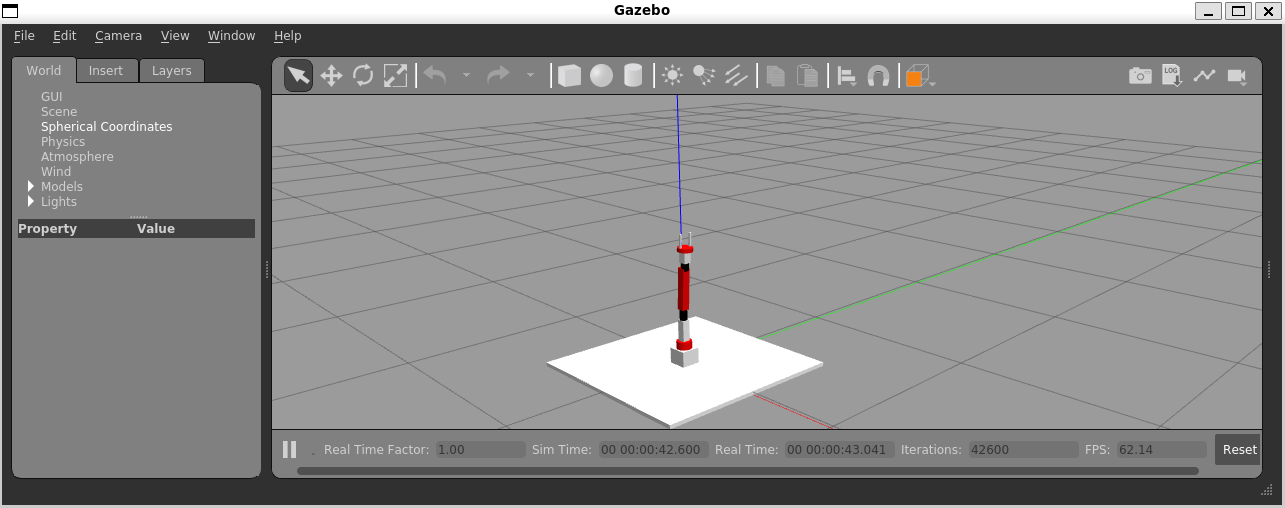 Gazebo
File Edit Camera View Window Help
World Insert Layers
LOG
GUI
Scene
Spherical Coordinates
Physics
Atmosphere
Wind
Models
Lights
Property Value
Real Time Factor: 1.00 Sim Time: 00 00:00:42.600 Real Time: 00 00:00:43.041 Iterations: 42600 FPS: 62.14 Reset